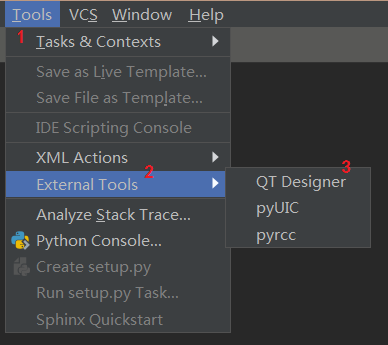 Tools VCS Window Help
1
Tasks & Contexts
Save as Live Template...
Save File as Template...
IDE Scripting Console
XML Actions
2
External Tools
3
QT Designer
pyUIC
pyrcc
Analyze Stack Trace...
Python Console...
Create setup.py
Run setup.py Task...
Sphinx Quickstart